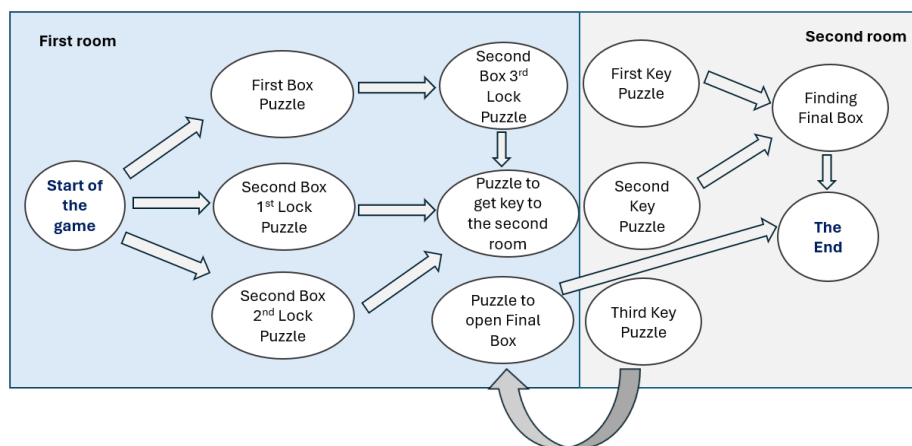 First room
Second room
First Box
Puzzle
Second
Box 3rd
Lock
Puzzle
First Key
Puzzle
Finding
Final Box
Start of
the
game
Second Box
1st Lock
Puzzle
Puzzle to
get key to
the second
room
Second
Key
Puzzle
The
End
Second Box
2nd Lock
Puzzle
Puzzle to
open Final
Box
Third Key
Puzzle